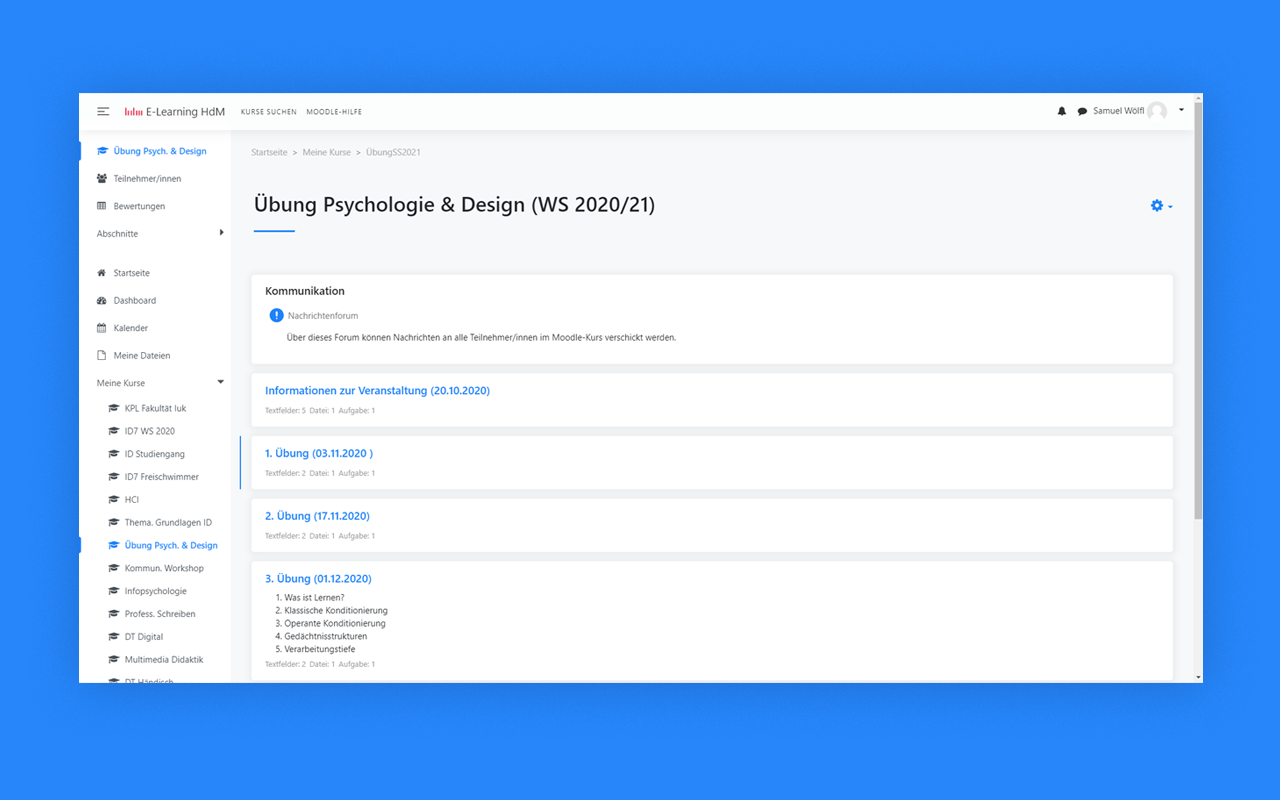 E-Learning HdM
KURSE SUCHEN
MOODLE-HILFE
Samuel Wölfl
Übung Psych. & Design
Teilnehmer/innen
Bewertungen
Abschnitte
Startseite
Dashboard
Kalender
Meine Dateien
Meine Kurse
KPL Fakultät Iuk
ID7 WS 2020
ID Studiengang
ID7 Freischwimmer
HCI
Thema. Grundlagen ID
Übung Psych. & Design
Kommun. Workshop
Infopsychologie
Profess. Schreiben
DT Digital
Multimedia Didaktik
DT Händisch
Startseite > Meine Kurse > ÜbungSS2021
Übung Psychologie & Design (WS 2020/21)
Kommunikation
Nachrichtenforum
Über dieses Forum können Nachrichten an alle Teilnehmer/innen im Moodle-Kurs verschickt werden.
Informationen zur Veranstaltung (20.10.2020)
Textfelder: 5 Datei: 1 Aufgabe: 1
1. Übung (03.11.2020 )
Textfelder: 2 Datei: 1 Aufgabe: 1
2. Übung (17.11.2020)
Textfelder: 2 Datei: 1 Aufgabe: 1
3. Übung (01.12.2020)
1. Was ist Lernen?
2. Klassische Konditionierung
3. Operante Konditionierung
4. Gedächtnisstrukturen
5. Verarbeitungstiefe
Textfelder: 2 Datei: 1 Aufgabe: 1